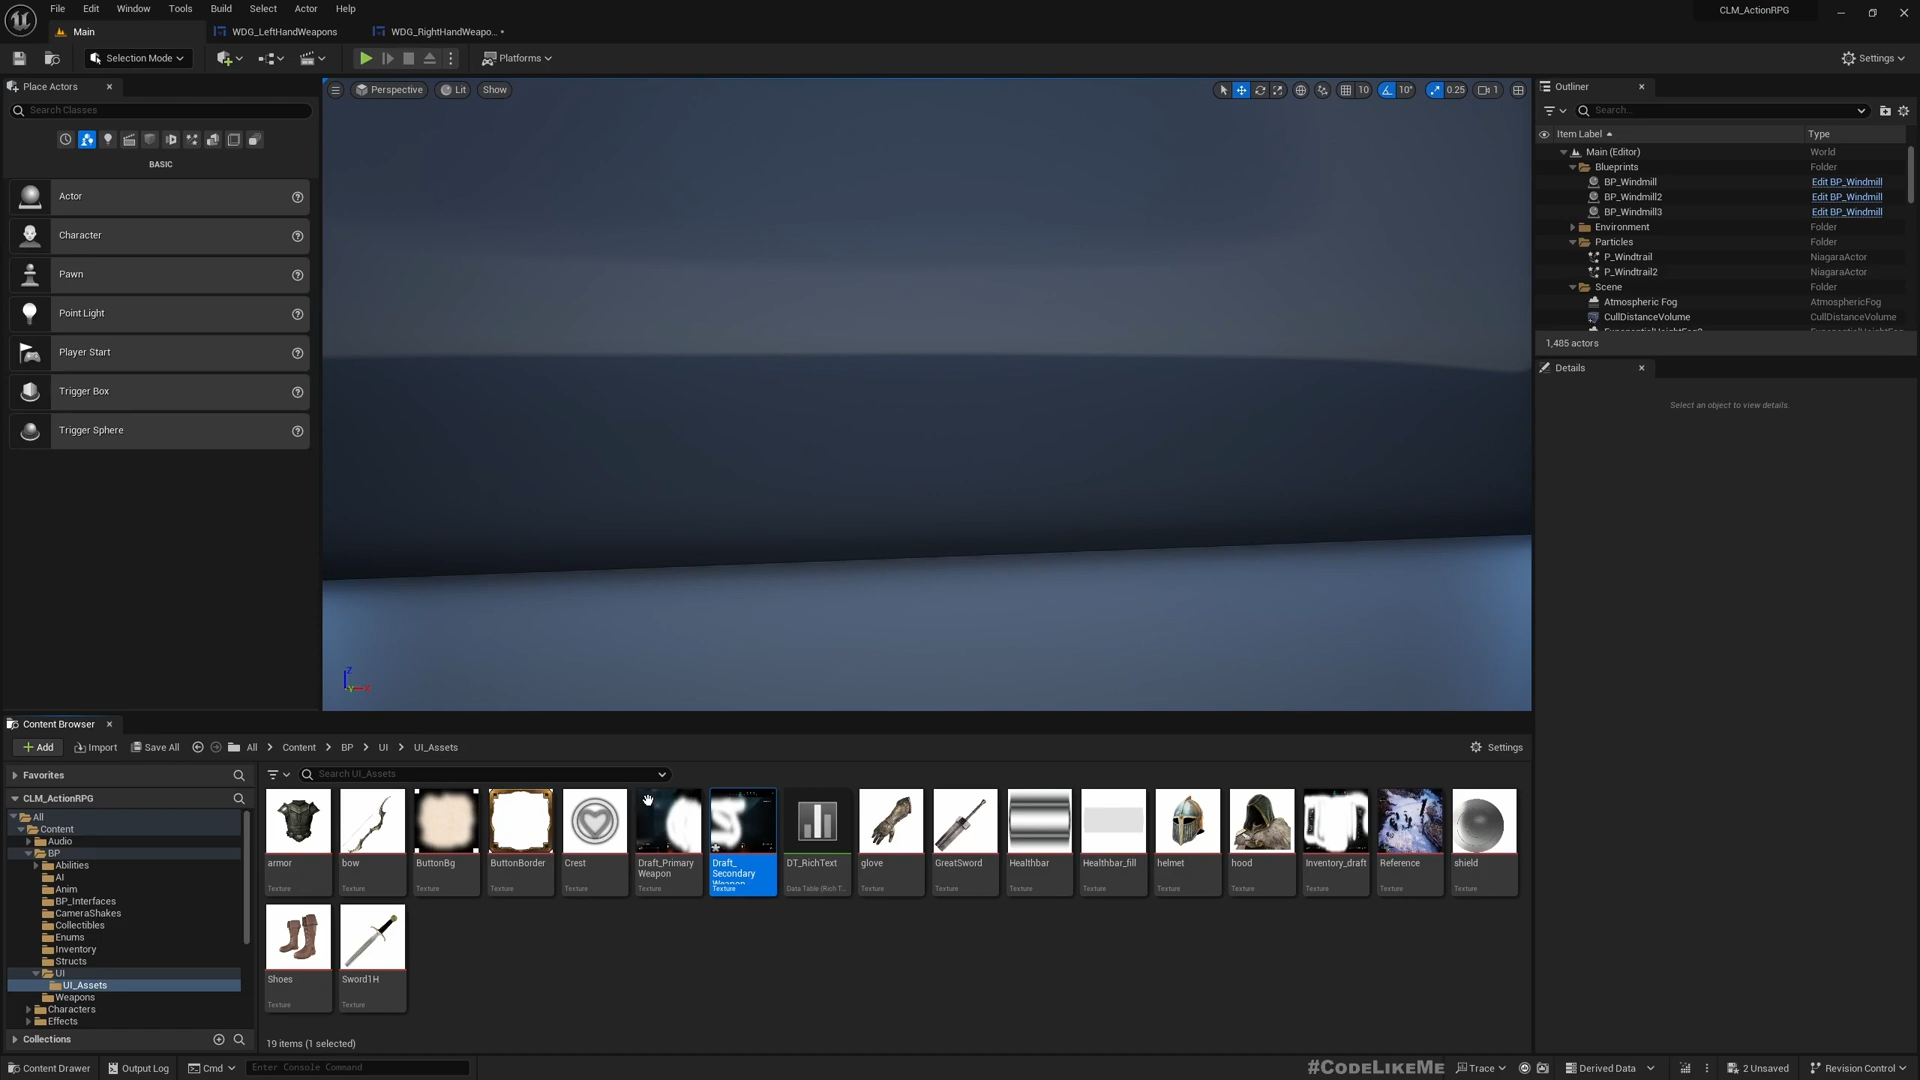 File Edit Window Tools Build Select Actor Help
CLM_ActionRPG
Main
WDG_LeftHandWeapons
WDG_RightHandWeapo... •
Selection Mode
Platforms
Settings
Place Actors
Search Classes
BASIC
Actor
Character
Pawn
Point Light
Player Start
Trigger Box
Trigger Sphere
Perspective
Lit
Show
10
10°
0.25
1
Outliner
Search...
Item Label
Type
Main (Editor) World
Blueprints Folder
BP_Windmill Edit BP_Windmill
BP_Windmill2 Edit BP_Windmill
BP_Windmill3 Edit BP_Windmill
Environment Folder
Particles Folder
P_Windtrail NiagaraActor
P_Windtrail2 NiagaraActor
Scene Folder
Atmospheric Fog AtmosphericFog
CullDistanceVolume CullDistanceVolume
1,485 actors
Details
Select an object to view details.
Content Browser
Add
Import
Save All
All > Content > BP > UI > UI_Assets
Settings
Favorites
CLM_ActionRPG
All
Content
Audio
BP
Abilities
AI
Anim
BP_Interfaces
CameraShakes
Collectibles
Enums
Inventory
Structs
UI
UI_Assets
Weapons
Characters
Effects
Collections
Search UI_Assets
armor
Texture
bow
Texture
ButtonBg
Texture
ButtonBorder
Texture
Crest
Texture
Draft_Primary
Weapon
Texture
Draft_
Secondary
Texture
DT_RichText
Data Table (Rich T...
glove
Texture
GreatSword
Texture
Healthbar
Texture
Healthbar_fill
Texture
helmet
Texture
hood
Texture
Inventory_draft
Texture
Reference
Texture
shield
Texture
Shoes
Texture
Sword1H
Texture
19 items (1 selected)
Content Drawer
Output Log
Cmd
Enter Console Command
#CODELIKEME
Trace
Derived Data
2 Unsaved
Revision Control